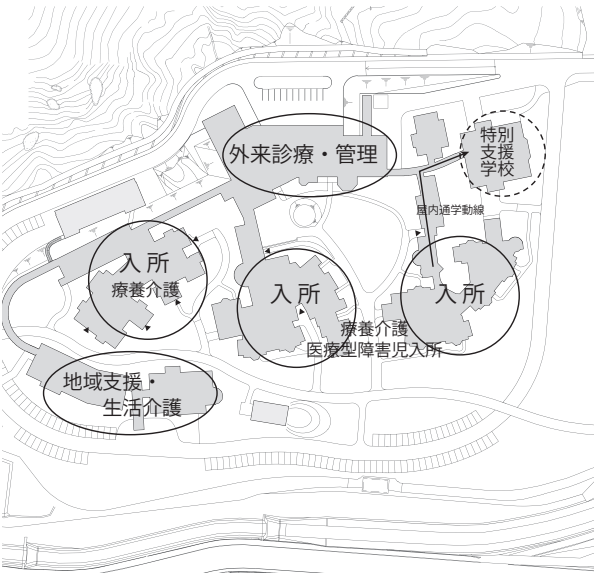 外来診療・管理
特別
支援
学校
屋内通学動線
入所
療養介護
入所
入所
療養介護
医療型障害児入所
地域支援・
生活介護